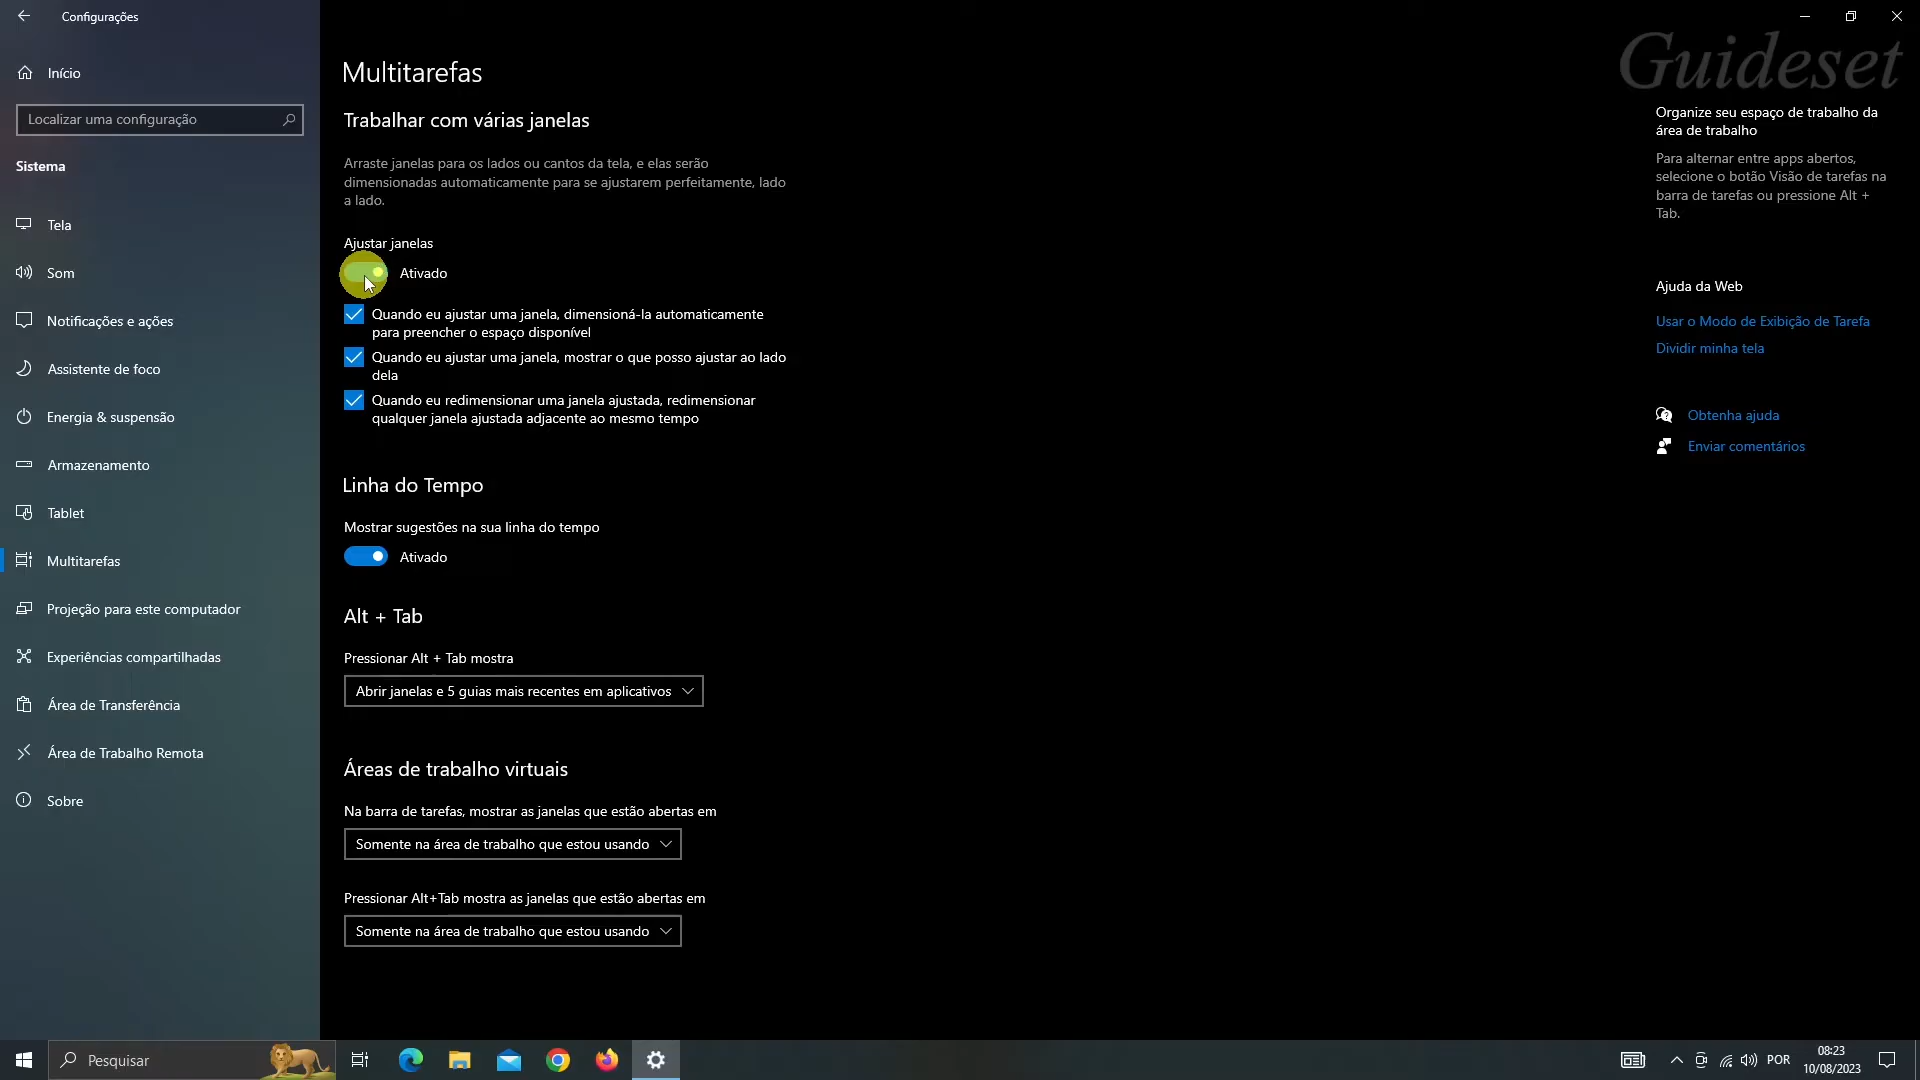 Configurações
Início
Localizar uma configuração
Sistema
Tela
Som
Notificações e ações
Assistente de foco
Energia & suspensão
Armazenamento
Tablet
Multitarefas
Projeção para este computador
Experiências compartilhadas
Área de Transferência
Área de Trabalho Remota
Sobre
Multitarefas
Trabalhar com várias janelas
Arraste janelas para os lados ou cantos da tela, e elas serão
dimensionadas automaticamente para se ajustarem perfeitamente, lado
a lado.
Ajustar janelas
Ativado
Quando eu ajustar uma janela, dimensioná-la automaticamente
para preencher o espaço disponível
Quando eu ajustar uma janela, mostrar o que posso ajustar ao lado
dela
Quando eu redimensionar uma janela ajustada, redimensionar
qualquer janela ajustada adjacente ao mesmo tempo
Linha do Tempo
Mostrar sugestões na sua linha do tempo
Ativado
Alt + Tab
Pressionar Alt + Tab mostra
Abrir janelas e 5 guias mais recentes em aplicativos
Áreas de trabalho virtuais
Na barra de tarefas, mostrar as janelas que estão abertas em
Somente na área de trabalho que estou usando
Pressionar Alt+Tab mostra as janelas que estão abertas em
Somente na área de trabalho que estou usando
Guideset
Organize seu espaço de trabalho da
área de trabalho
Para alternar entre apps abertos,
selecione o botão Visão de tarefas na
barra de tarefas ou pressione Alt +
Tab.
Ajuda da Web
Usar o Modo de Exibição de Tarefa
Dividir minha tela
Obtenha ajuda
Enviar comentários
Pesquisar
POR
08:23
10/08/2023